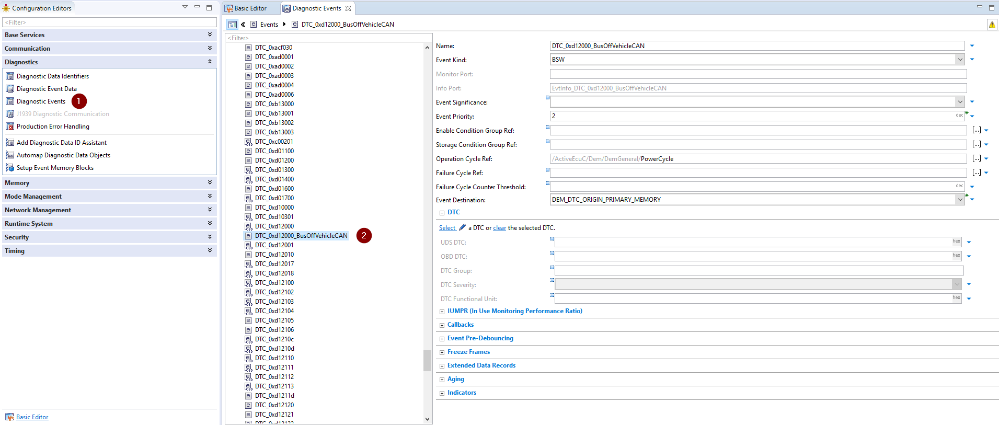 Configuration Editors
<Filter>
Base Services
Communication
Diagnostics
Diagnostic Data Identifiers
Diagnostic Event Data
Diagnostic Events 1
J1939 Diagnostic Communication
Production Error Handling
Add Diagnostic Data ID Assistant
Automap Diagnostic Data Objects
Setup Event Memory Blocks
Memory
Mode Management
Network Management
Runtime System
Security
Timing
Basic Editor
Basic Editor Diagnostic Events
Events DTC_0xd12000_BusOffVehicleCAN
<Filter>
DTC_0xacf030
DTC_0xad0001
DTC_0xad0002
DTC_0xad0003
DTC_0xad0004
DTC_0xad0006
DTC_0xb13000
DTC_0xb13001
DTC_0xb13002
DTC_0xb13003
DTC_0xc00201
DTC_0xd01100
DTC_0xd01200
DTC_0xd01300
DTC_0xd01400
DTC_0xd01600
DTC_0xd01700
DTC_0xd10000
DTC_0xd10301
DTC_0xd12000
DTC_0xd12000_BusOffVehicleCAN 2
DTC_0xd12001
DTC_0xd12010
DTC_0xd12017
DTC_0xd12018
DTC_0xd12100
DTC_0xd12102
DTC_0xd12103
DTC_0xd12104
DTC_0xd12105
DTC_0xd12106
DTC_0xd1210c
DTC_0xd1210d
DTC_0xd12110
DTC_0xd12111
DTC_0xd12112
DTC_0xd12113
DTC_0xd1211d
DTC_0xd12120
DTC_0xd12121
Name: DTC_0xd12000_BusOffVehicleCAN
Event Kind: BSW
Monitor Port:
Info Port: EvtInfo_DTC_0xd12000_BusOffVehicleCAN
Event Significance:
Event Priority: 2 dec
Enable Condition Group Ref: [...]
Storage Condition Group Ref: [...]
Operation Cycle Ref: /ActiveEcuC/Dem/DemGeneral/PowerCycle [...]
Failure Cycle Ref: [...]
Failure Cycle Counter Threshold: dec
Event Destination: DEM_DTC_ORIGIN_PRIMARY_MEMORY
DTC
Select a DTC or clear the selected DTC.
UDS DTC: hex
OBD DTC: hex
DTC Group:
DTC Severity:
DTC Functional Unit: hex
IUMPR (In Use Monitoring Performance Ratio)
Callbacks
Event Pre-Debouncing
Freeze Frames
Extended Data Records
Aging
Indicators